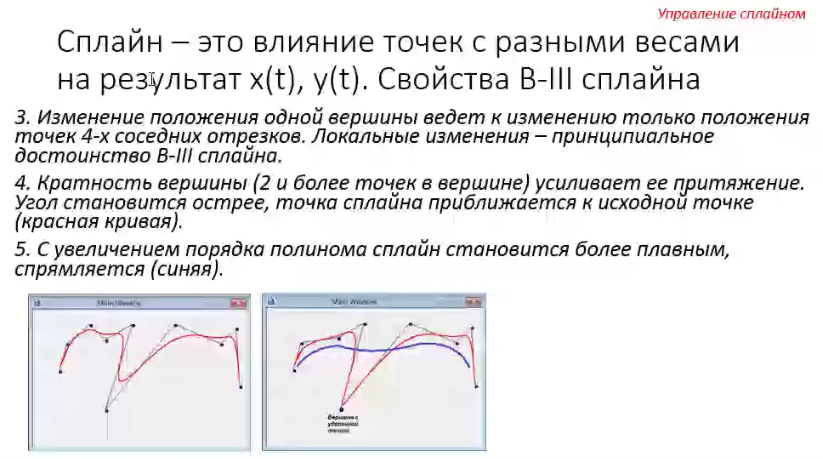 Управление сплайном
Сплайн – это влияние точек с разными весами
на результат x(t), y(t). Свойства B-III сплайна
3. Изменение положения одной вершины ведет к изменению только положения
точек 4-х соседних отрезков. Локальные изменения – принципиальное
достоинство B-III сплайна.
4. Кратность вершины (2 и более точек в вершине) усиливает ее притяжение.
Угол становится острее, точка сплайна приближается к исходной точке
(красная кривая).
5. С увеличением порядка полинома сплайн становится более плавным,
спрямляется (синяя).
Main Window
Main Window
Вершина с
удвоенной
точкой